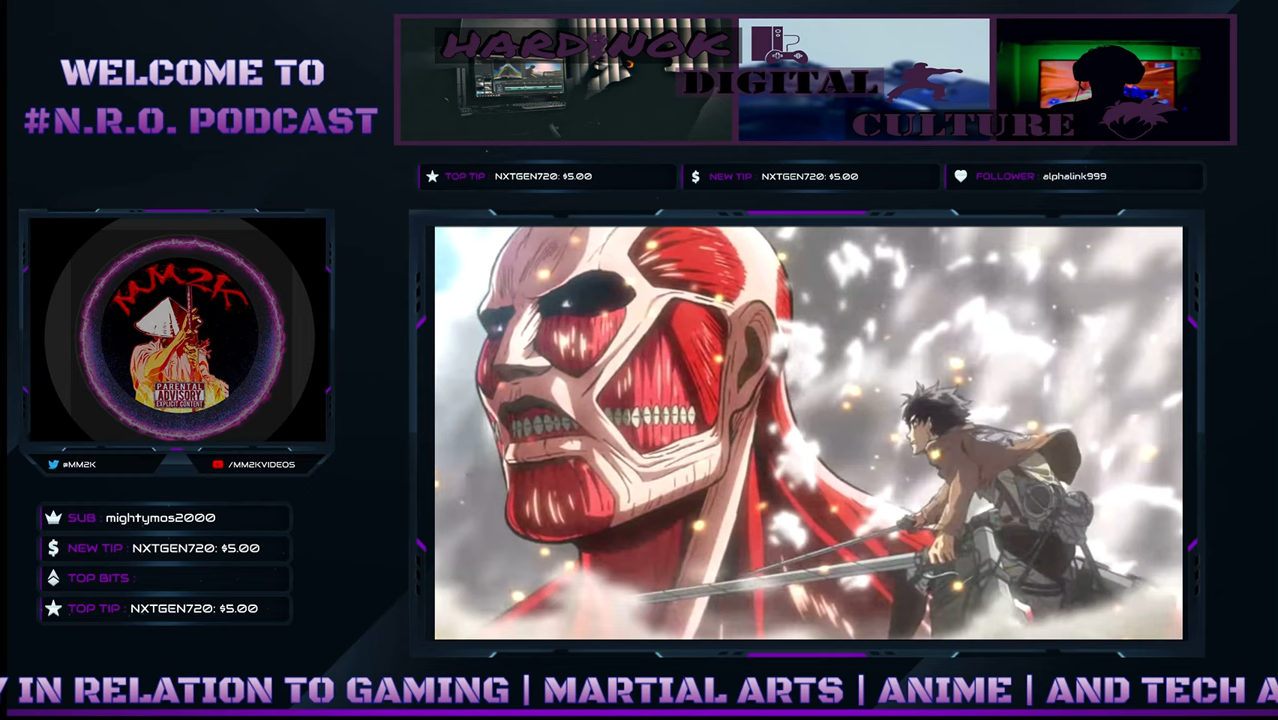 WELCOME TO
#N.R.O. PODCAST
HARD NOK
DIGITAL
CULTURE
TOP TIP : NXTGEN720: $5.00
NEW TIP : NXTGEN720: $5.00
FOLLOWER : alphalink999
MM2K
PARENTAL
ADVISORY
EXPLICIT CONTENT
@MM2K
/MM2KVIDEOS
SUB : mightymos2000
NEW TIP : NXTGEN720: $5.00
TOP BITS :
TOP TIP : NXTGEN720: $5.00
Y IN RELATION TO GAMING | MARTIAL ARTS | ANIME | AND TECH A